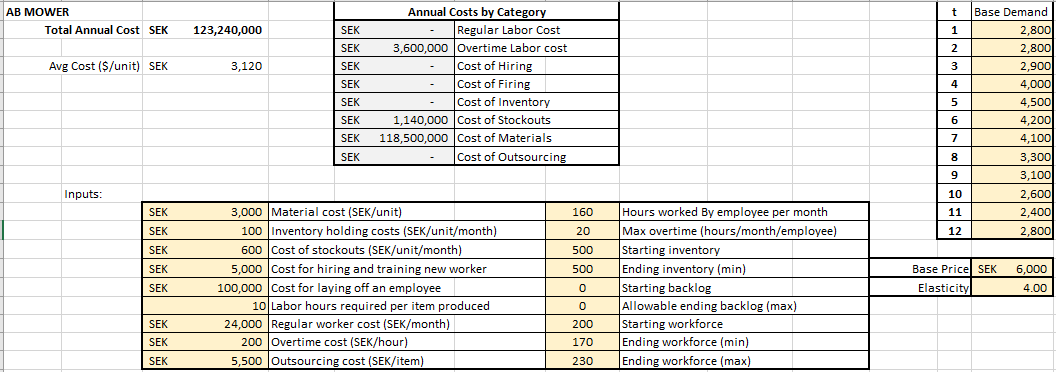 AB MOWER Annual Costs by Category t Base Demand
Total Annual Cost SEK 123,240,000 SEK - Regular Labor Cost 1 2,800
SEK 3,600,000 Overtime Labor cost 2 2,800
Avg Cost ($/unit) SEK 3,120 SEK - Cost of Hiring 3 2,900
SEK - Cost of Firing 4 4,000
SEK - Cost of Inventory 5 4,500
SEK 1,140,000 Cost of Stockouts 6 4,200
SEK 118,500,000 Cost of Materials 7 4,100
SEK - Cost of Outsourcing 8 3,300
9 3,100
Inputs: 10 2,600
SEK 3,000 Material cost (SEK/unit) 160 Hours worked By employee per month 11 2,400
SEK 100 Inventory holding costs (SEK/unit/month) 20 Max overtime (hours/month/employee) 12 2,800
SEK 600 Cost of stockouts (SEK/unit/month) 500 Starting inventory
SEK 5,000 Cost for hiring and training new worker 500 Ending inventory (min) Base Price SEK 6,000
SEK 100,000 Cost for laying off an employee 0 Starting backlog Elasticity 4.00
10 Labor hours required per item produced 0 Allowable ending backlog (max)
SEK 24,000 Regular worker cost (SEK/month) 200 Starting workforce
SEK 200 Overtime cost (SEK/hour) 170 Ending workforce (min)
SEK 5,500 Outsourcing cost (SEK/item) 230 Ending workforce (max)